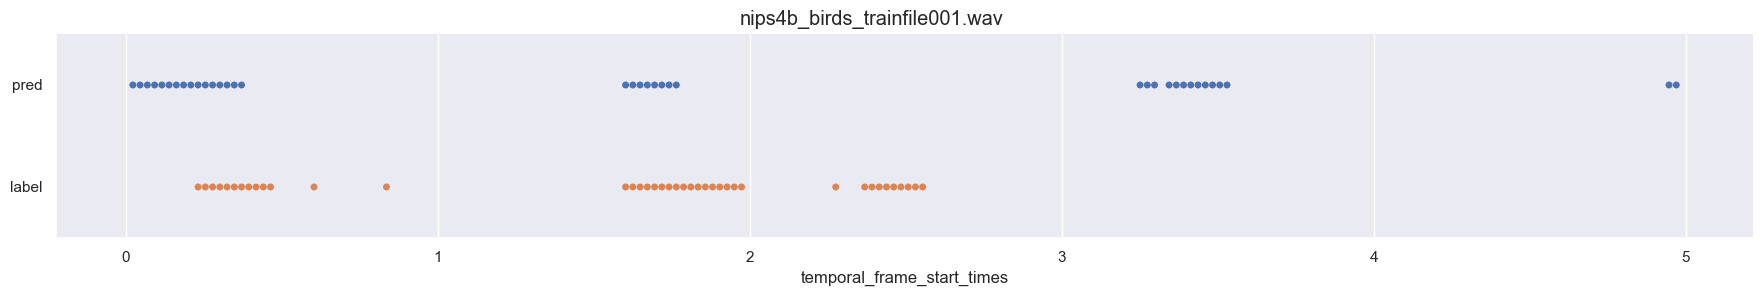 nips4b_birds_trainfile001.wav
pred
label
0 1 2 3 4 5
temporal_frame_start_times